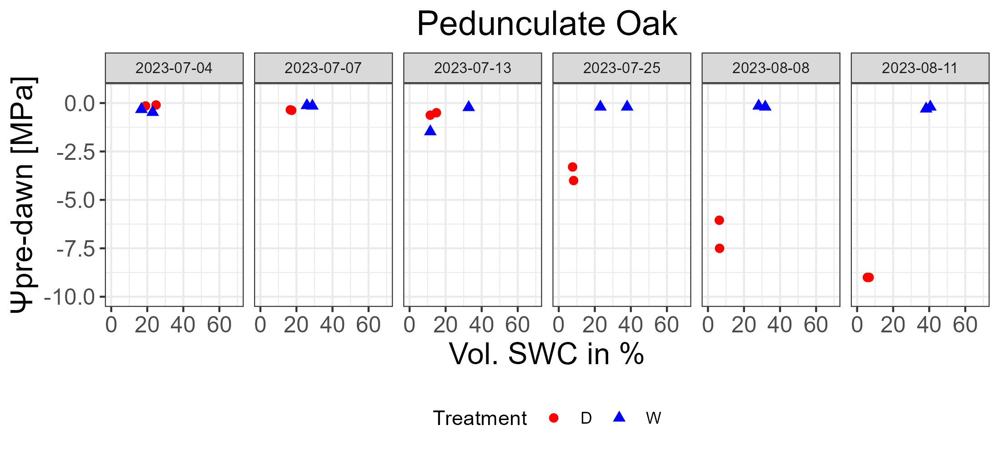 Pedunculate Oak
2023-07-04 2023-07-07 2023-07-13 2023-07-25 2023-08-08 2023-08-11
Ψpre-dawn [MPa]
0.0
-2.5
-5.0
-7.5
-10.0
0 20 40 60 0 20 40 60 0 20 40 60 0 20 40 60 0 20 40 60 0 20 40 60
Vol. SWC in %
Treatment D W